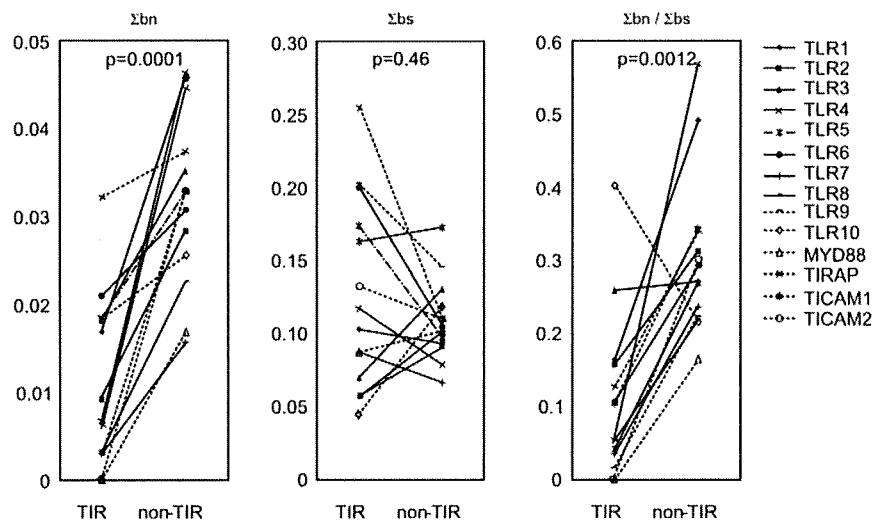 Σbn
Σbs
Σbn / Σbs
0.05
0.04
0.03
0.02
0.01
0
p=0.0001
TIR
non-TIR
0.30
0.25
0.20
0.15
0.10
0.05
0
p=0.46
TIR
non-TIR
0.6
0.5
0.4
0.3
0.2
0.1
0
p=0.0012
TIR
non-TIR
TLR1
TLR2
TLR3
TLR4
TLR5
TLR6
TLR7
TLR8
TLR9
TLR10
MYD88
TIRAP
TICAM1
TICAM2